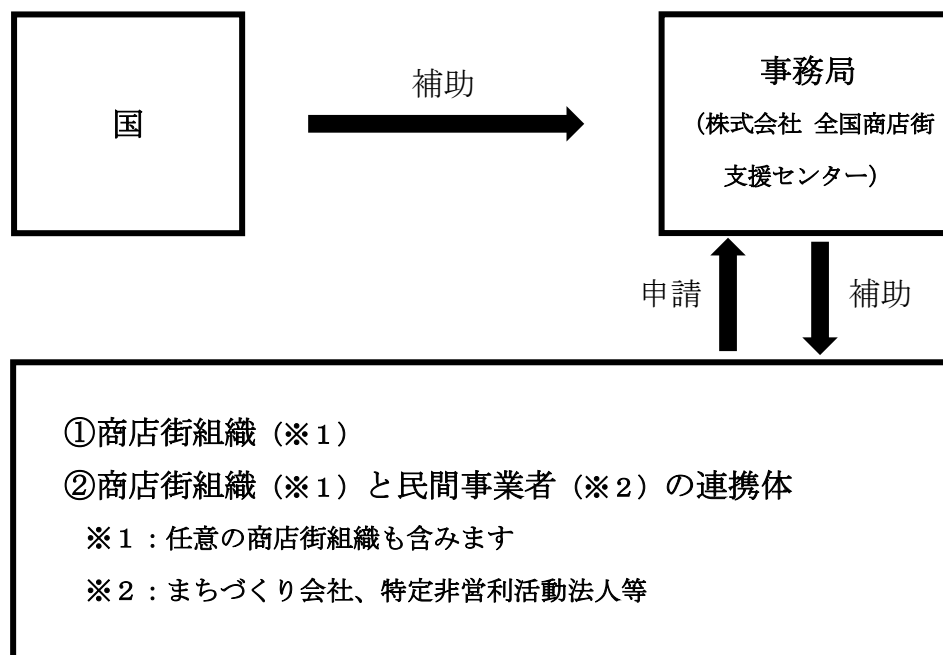 国
補助
事務局
（株式会社 全国商店街
支援センター）
申請
補助
①商店街組織（※１）
②商店街組織（※１）と民間事業者（※２）の連携体
※１：任意の商店街組織も含みます
※２：まちづくり会社、特定非営利活動法人等